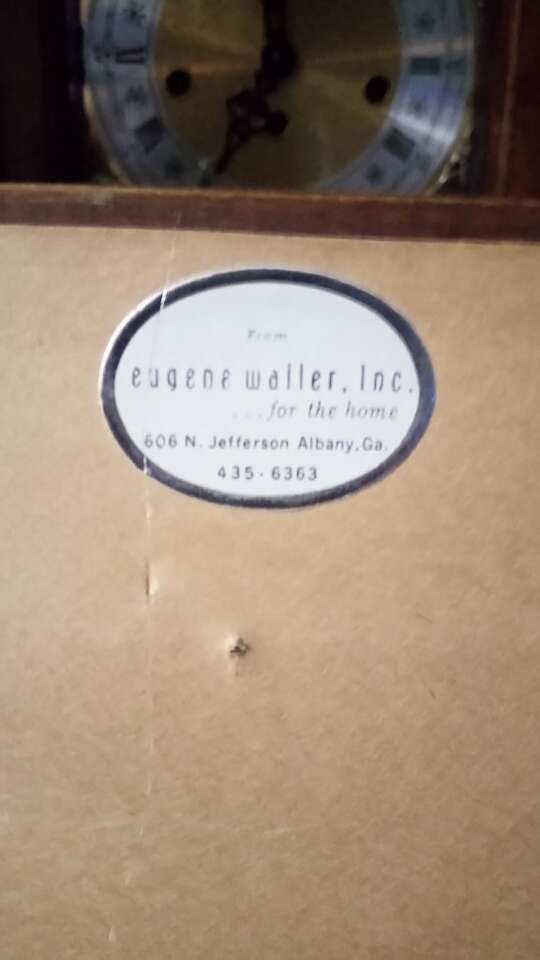 From
eugene waller, Inc.
...for the home
606 N. Jefferson Albany, Ga.
435-6363